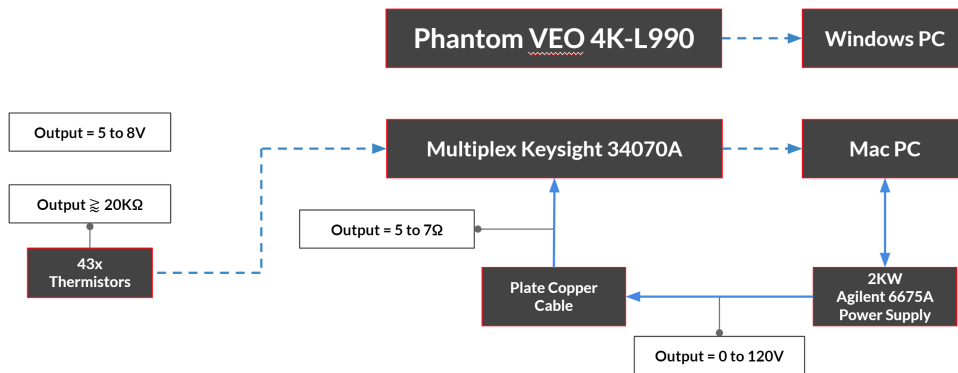 Phantom VEO 4K-L990
Windows PC
Output = 5 to 8V
Multiplex Keysight 34070A
Mac PC
Output ⪎ 20KΩ
Output = 5 to 7Ω
43x
Thermistors
Plate Copper
Cable
2KW
Agilent 6675A
Power Supply
Output = 0 to 120V